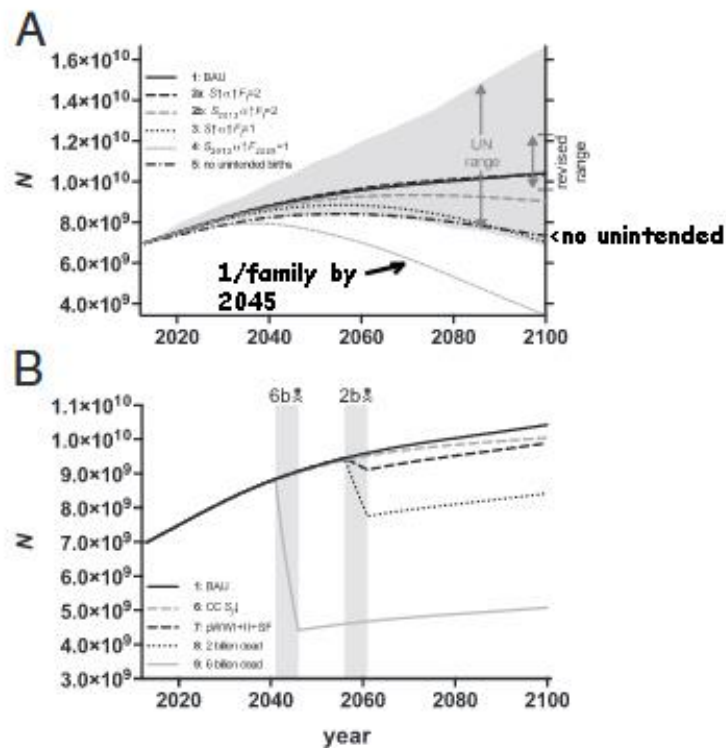 A
1.6×10¹⁰
1.4×10¹⁰
1.2×10¹⁰
1.0×10¹⁰
8.0×10⁹
6.0×10⁹
4.0×10⁹
N
1: BAU
5: no unintended births
UN
range
revised
range
<no unintended
1/family by
2045
2020 2040 2060 2080 2100
B
6b
2b
1.1×10¹⁰
1.0×10¹⁰
9.0×10⁹
8.0×10⁹
7.0×10⁹
6.0×10⁹
5.0×10⁹
4.0×10⁹
3.0×10⁹
N
1: BAU
8: 2 billion dead
9: 6 billion dead
2020 2040 2060 2080 2100
year